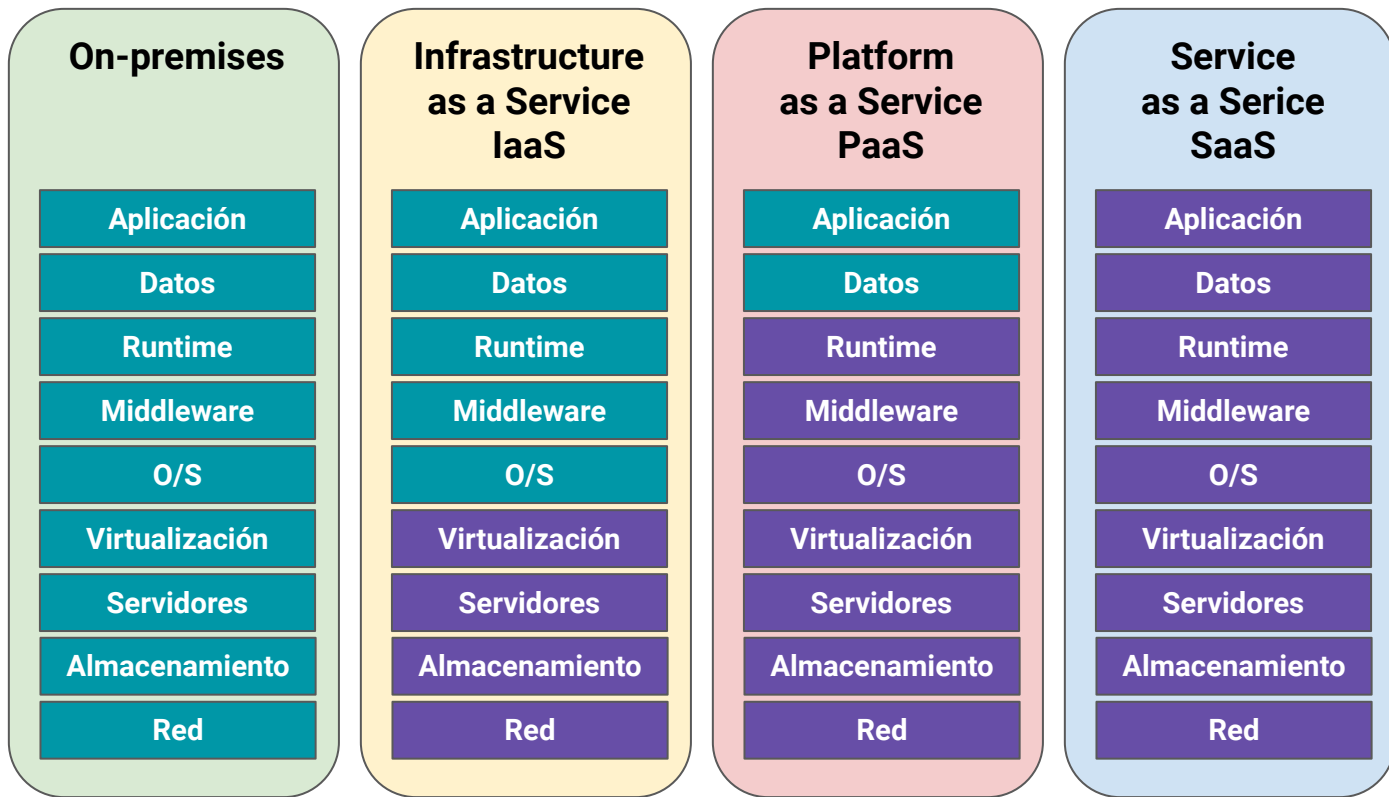 On-premises
Aplicación
Datos
Runtime
Middleware
O/S
Virtualización
Servidores
Almacenamiento
Red
Infrastructure
as a Service
IaaS
Aplicación
Datos
Runtime
Middleware
O/S
Virtualización
Servidores
Almacenamiento
Red
Platform
as a Service
PaaS
Aplicación
Datos
Runtime
Middleware
O/S
Virtualización
Servidores
Almacenamiento
Red
Service
as a Serice
SaaS
Aplicación
Datos
Runtime
Middleware
O/S
Virtualización
Servidores
Almacenamiento
Red